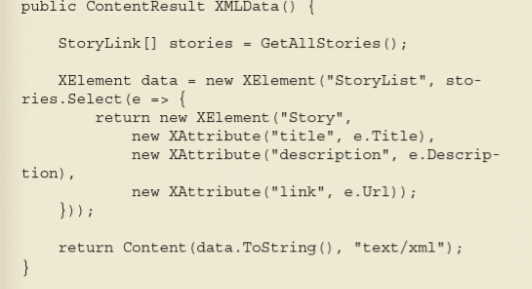 public ContentResult XMLData() {
StoryLink[] stories = GetAllStories();
XElement data = new XElement("StoryList", sto-
ries.Select(e => {
return new XElement("Story",
new XAttribute("title", e.Title),
new XAttribute("description", e.Descrip-
tion),
new XAttribute("link", e.Url));
}));
return Content(data.ToString(), "text/xml");
}